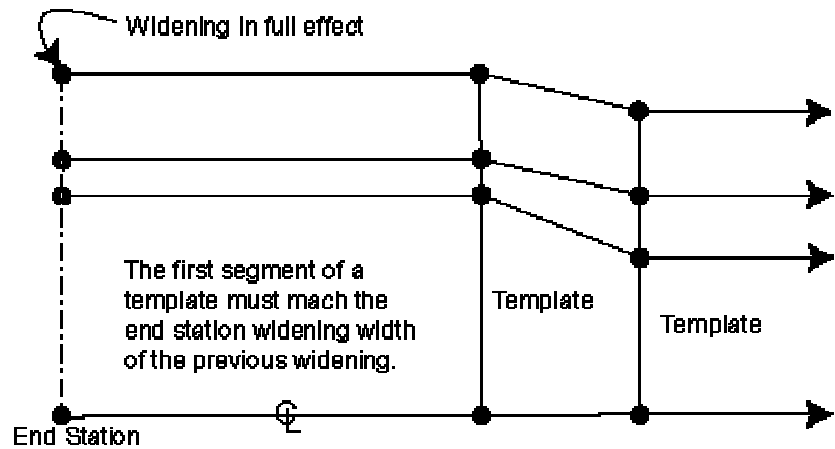 Widening in full effect
The first segment of a
template must mach the
end station widening width
of the previous widening.
Template
Template
℄
End Station